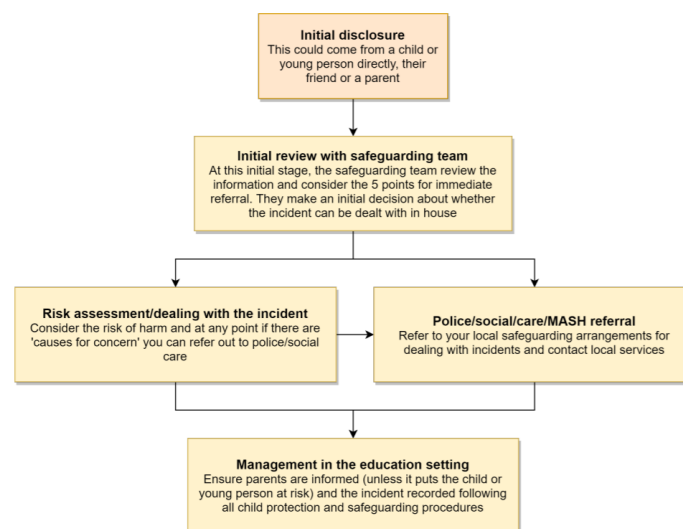 Initial disclosure
This could come from a child or
young person directly, their
friend or a parent
Initial review with safeguarding team
At this initial stage, the safeguarding team review the
information and consider the 5 points for immediate
referral. They make an initial decision about whether
the incident can be dealt with in house
Risk assessment/dealing with the incident
Consider the risk of harm and at any point if there are
'causes for concern' you can refer out to police/social
care
Police/social/care/MASH referral
Refer to your local safeguarding arrangements for
dealing with incidents and contact local services
Management in the education setting
Ensure parents are informed (unless it puts the child or
young person at risk) and the incident recorded following
all child protection and safeguarding procedures